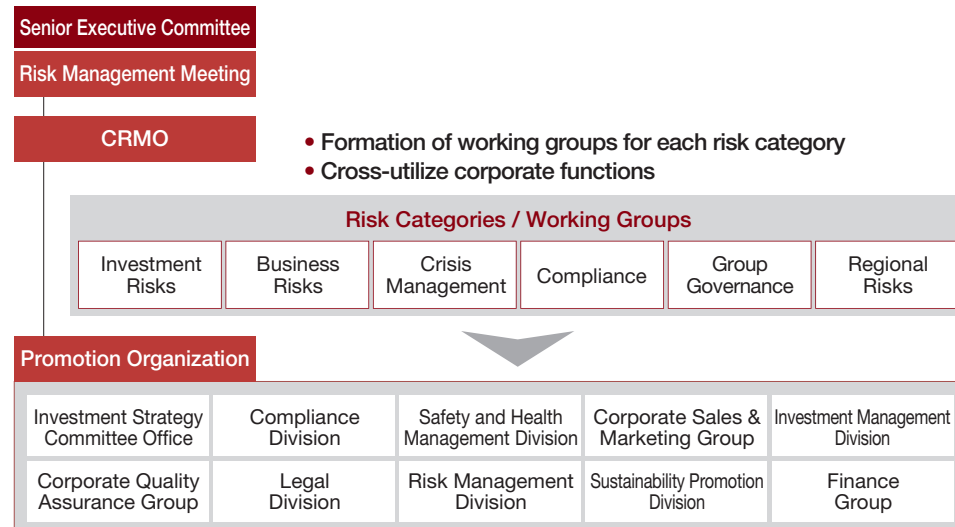 Senior Executive Committee
Risk Management Meeting
CRMO
• Formation of working groups for each risk category
• Cross-utilize corporate functions
Risk Categories / Working Groups
Investment
Risks
Business
Risks
Crisis
Management
Compliance
Group
Governance
Regional
Risks
Promotion Organization
Investment Strategy
Committee Office
Compliance
Division
Safety and Health
Management Division
Corporate Sales &
Marketing Group
Investment Management
Division
Corporate Quality
Assurance Group
Legal
Division
Risk Management
Division
Sustainability Promotion
Division
Finance
Group